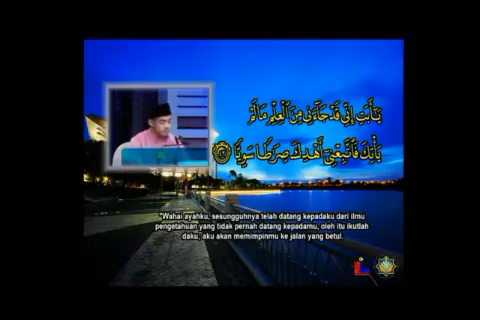 يَـٰٓأَبَتِ إِنِّى قَدْ جَآءَنِى مِنَ ٱلْعِلْمِ مَا لَمْ
يَأْتِكَ فَٱتَّبِعْنِىٓ أَهْدِكَ صِرَٰطًا سَوِيًّا ﴿٤٣﴾
"Wahai ayahku, sesungguhnya telah datang kepadaku dari ilmu
pengetahuan yang tidak pernah datang kepadamu, oleh itu ikutlah
daku; aku akan memimpinmu ke jalan yang betul.